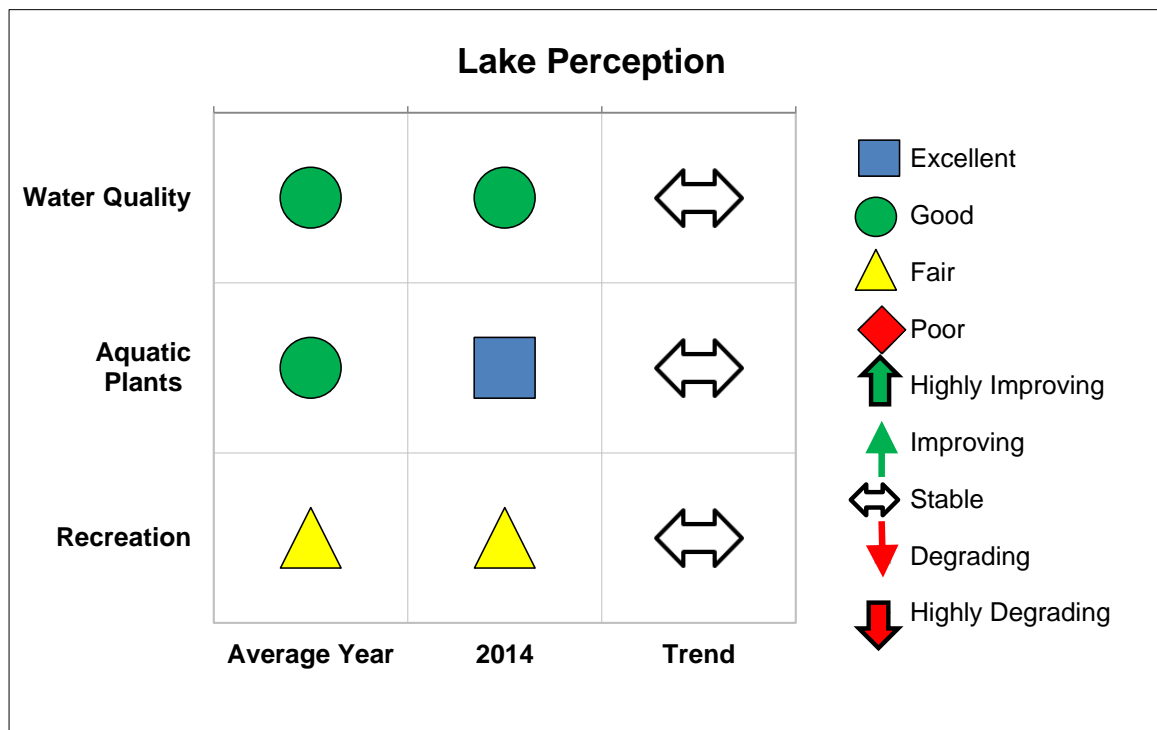 Lake Perception
Water Quality
Aquatic
Plants
Recreation
Average Year
2014
Trend
Excellent
Good
Fair
Poor
Highly Improving
Improving
Stable
Degrading
Highly Degrading